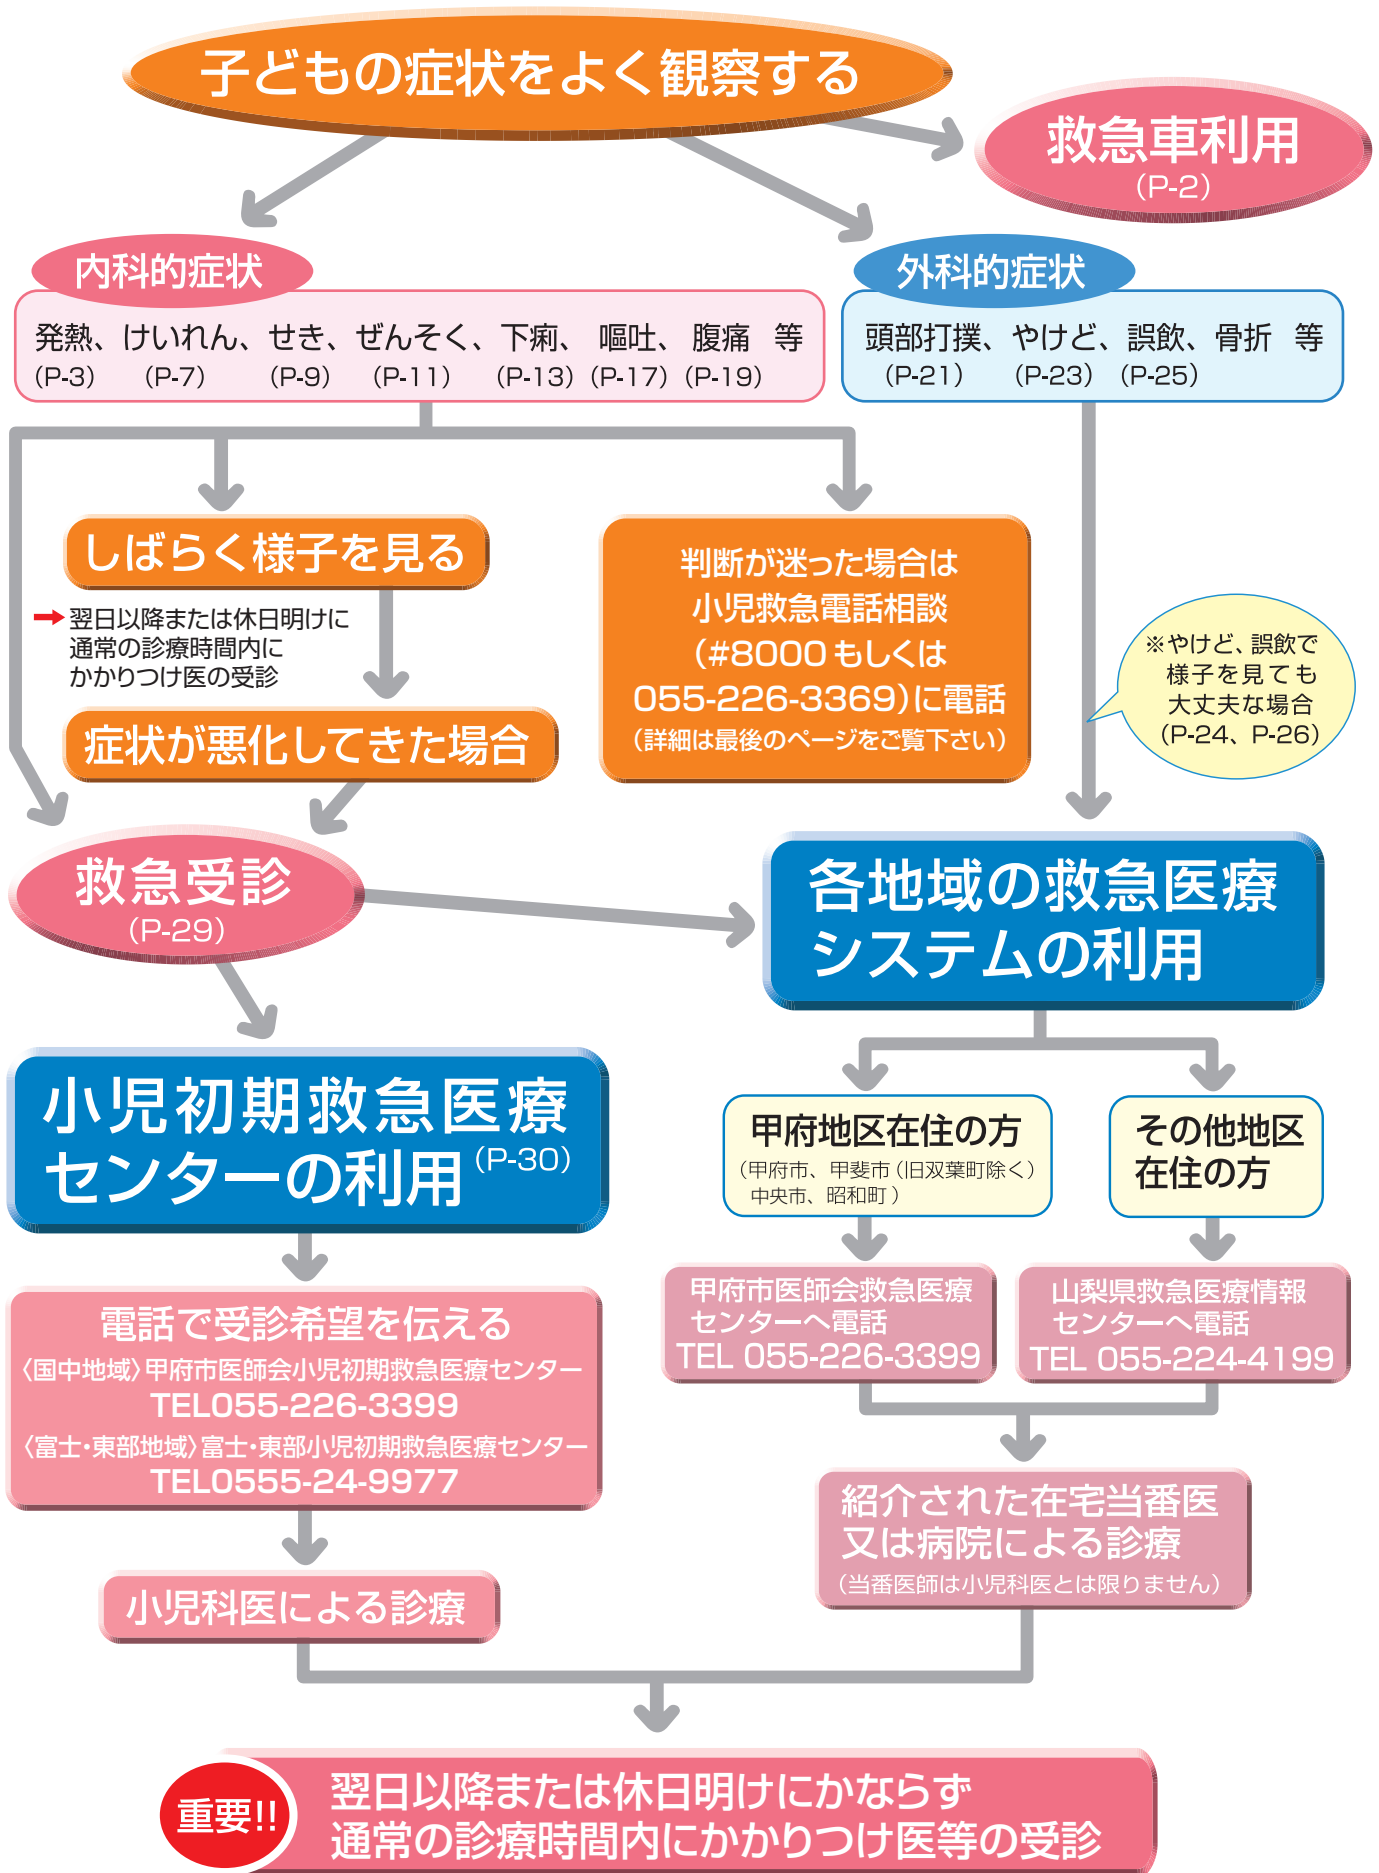 子どもの症状をよく観察する
救急車利用
(P-2)
内科的症状
発熱、けいれん、せき、ぜんそく、下痢、嘔吐、腹痛 等
(P-3) (P-7) (P-9) (P-11) (P-13) (P-17) (P-19)
外科的症状
頭部打撲、やけど、誤飲、骨折 等
(P-21) (P-23) (P-25)
しばらく様子を見る
➡翌日以降または休日明けに
通常の診療時間内に
かかりつけ医の受診
症状が悪化してきた場合
判断が迷った場合は
小児救急電話相談
(#8000もしくは
055-226-3369)に電話
(詳細は最後のページをご覧下さい)
※やけど、誤飲で
様子を見ても
大丈夫な場合
(P-24、P-26)
救急受診
(P-29)
各地域の救急医療
システムの利用
小児初期救急医療
センターの利用(P-30)
甲府地区在住の方
(甲府市、甲斐市(旧双葉町除く)
中央市、昭和町)
その他地区
在住の方
電話で受診希望を伝える
〈国中地域〉甲府市医師会小児初期救急医療センター
TEL055-226-3399
〈富士・東部地域〉富士・東部小児初期救急医療センター
TEL0555-24-9977
甲府市医師会救急医療
センターへ電話
TEL 055-226-3399
山梨県救急医療情報
センターへ電話
TEL 055-224-4199
小児科医による診療
紹介された在宅当番医
又は病院による診療
(当番医師は小児科医とは限りません)
重要!!
翌日以降または休日明けにかならず
通常の診療時間内にかかりつけ医等の受診